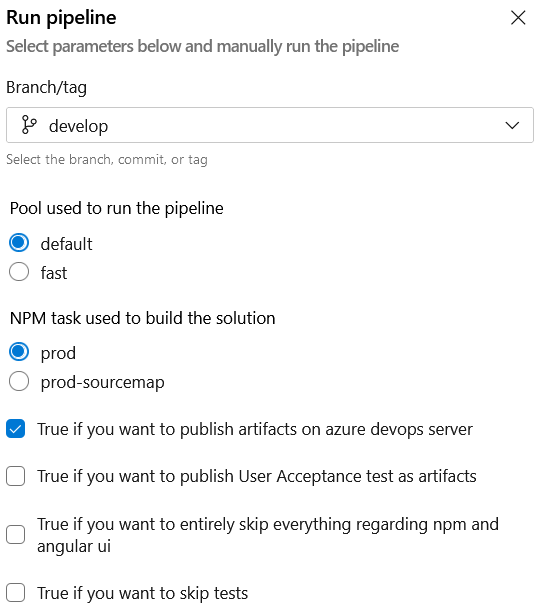 Run pipeline
Select parameters below and manually run the pipeline
Branch/tag
develop
Select the branch, commit, or tag
Pool used to run the pipeline
default
fast
NPM task used to build the solution
prod
prod-sourcemap
True if you want to publish artifacts on azure devops server
True if you want to publish User Acceptance test as artifacts
True if you want to entirely skip everything regarding npm and
angular ui
True if you want to skip tests